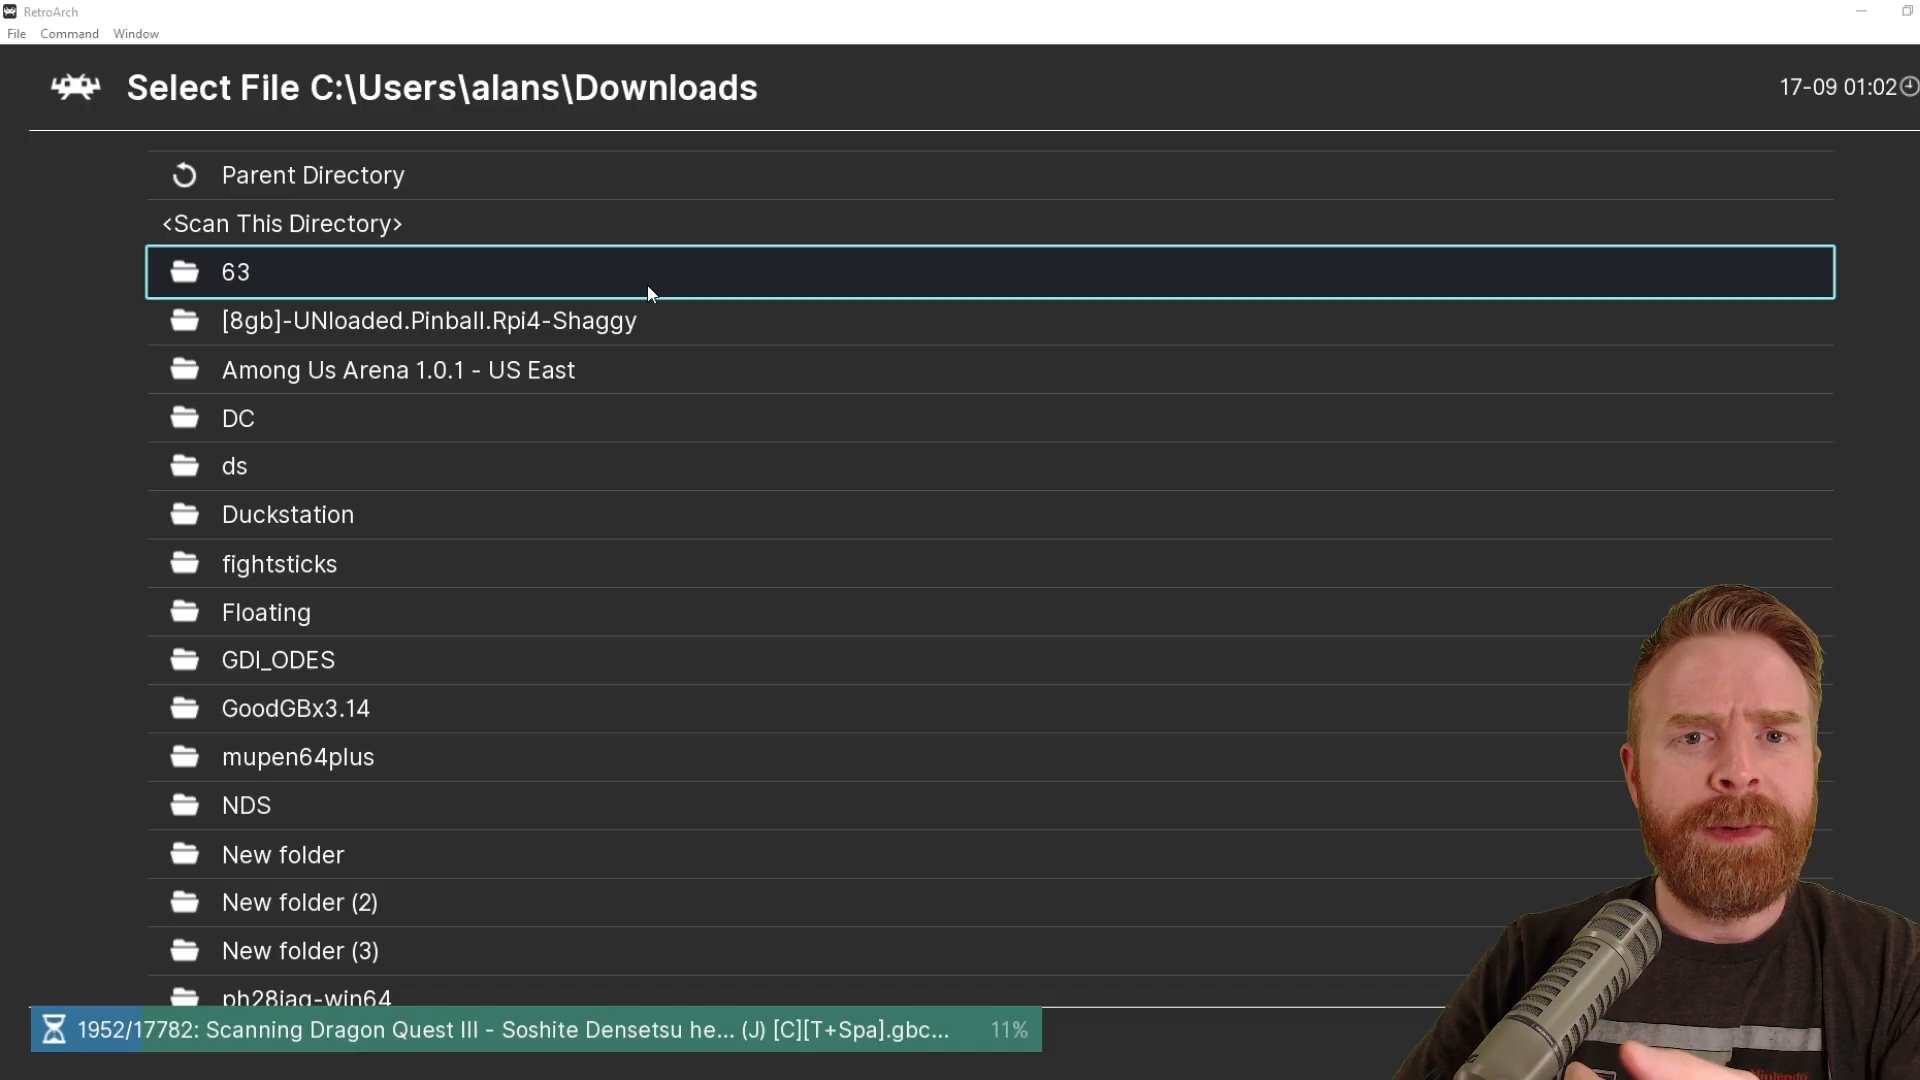 RetroArch
File Command Window
Select File C:\Users\alans\Downloads
17-09 01:02
Parent Directory
<Scan This Directory>
63
[8gb]-UNloaded.Pinball.Rpi4-Shaggy
Among Us Arena 1.0.1 - US East
DC
ds
Duckstation
fightsticks
Floating
GDI_ODES
GoodGBx3.14
mupen64plus
NDS
New folder
New folder (2)
New folder (3)
ph28jag-win64
1952/17782: Scanning Dragon Quest III - Soshite Densetsu he... (J) [C][T+Spa].gbc... 11%
Nintendo